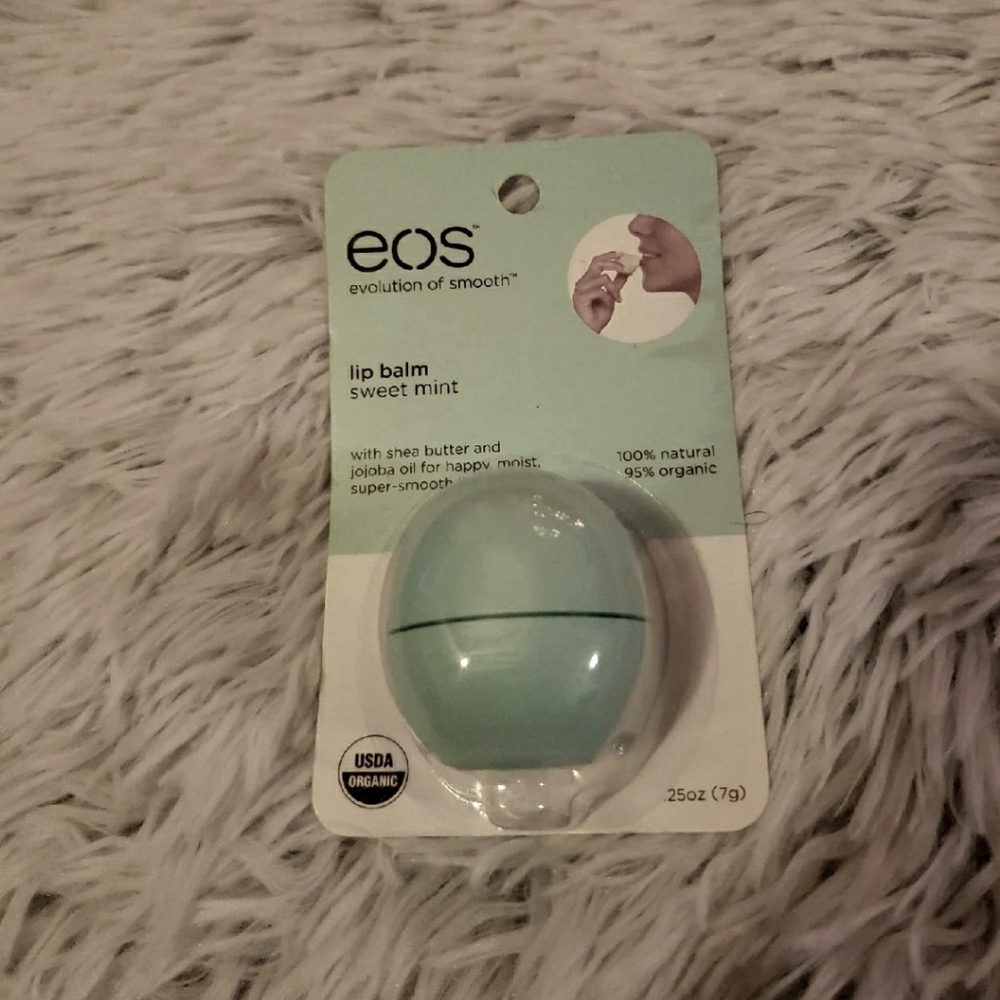 eos™
evolution of smooth™
lip balm
sweet mint
with shea butter and
jojoba oil for happy, moist,
super-smooth
100% natural
95% organic
USDA
ORGANIC
.25oz (7g)